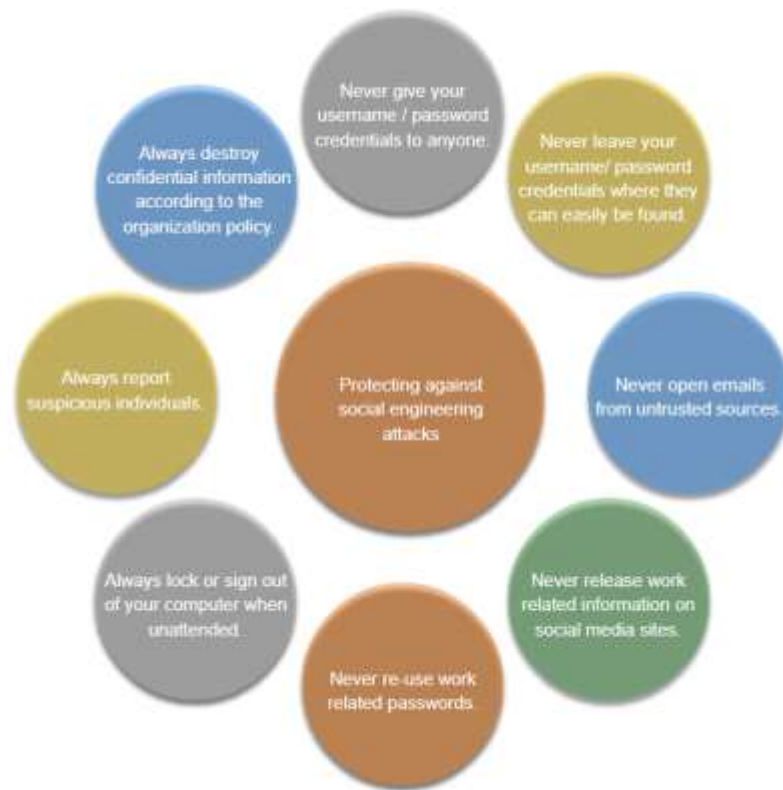 Never give your
username / password
credentials to anyone.
Never leave your
username/ password
credentials where they
can easily be found.
Never open emails
from untrusted sources.
Never release work
related information on
social media sites.
Never re-use work
related passwords.
Always lock or sign out
of your computer when
unattended.
Always report
suspicious individuals.
Always destroy
confidential information
according to the
organization policy.
Protecting against
social engineering
attacks